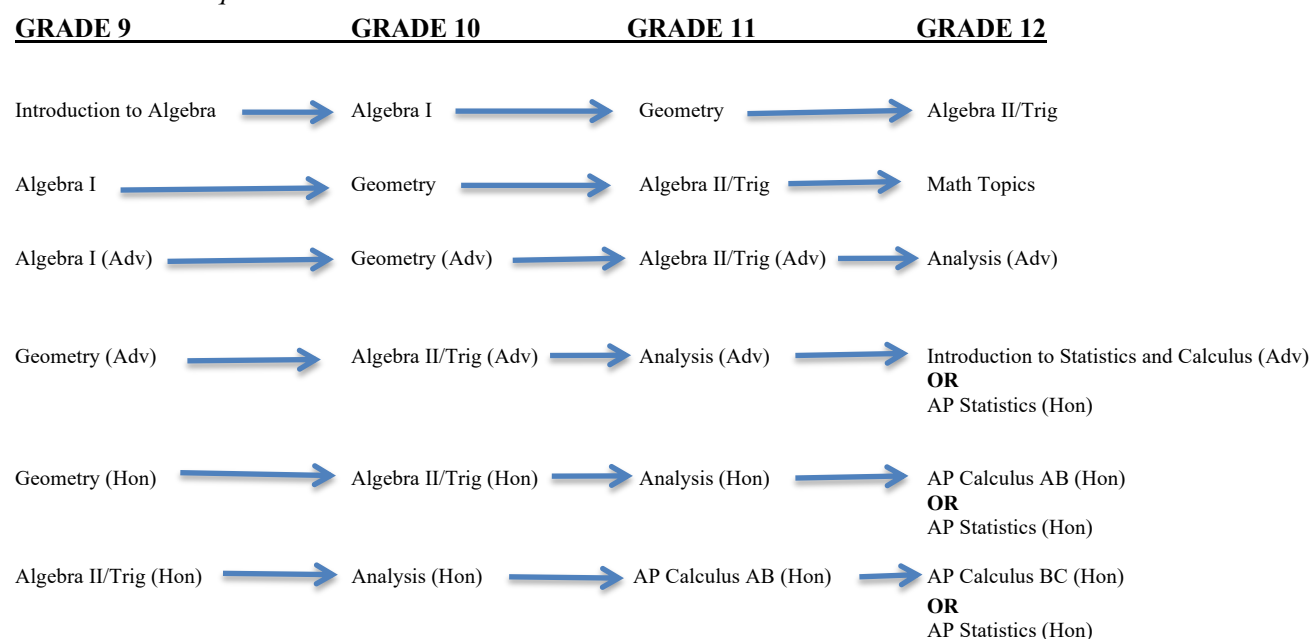 GRADE 9 GRADE 10 GRADE 11 GRADE 12
Introduction to Algebra Algebra I Geometry Algebra II/Trig
Algebra I Geometry Algebra II/Trig Math Topics
Algebra I (Adv) Geometry (Adv) Algebra II/Trig (Adv) Analysis (Adv)
Geometry (Adv) Algebra II/Trig (Adv) Analysis (Adv) Introduction to Statistics and Calculus (Adv)
OR
AP Statistics (Hon)
Geometry (Hon) Algebra II/Trig (Hon) Analysis (Hon) AP Calculus AB (Hon)
OR
AP Statistics (Hon)
Algebra II/Trig (Hon) Analysis (Hon) AP Calculus AB (Hon) AP Calculus BC (Hon)
OR
AP Statistics (Hon)